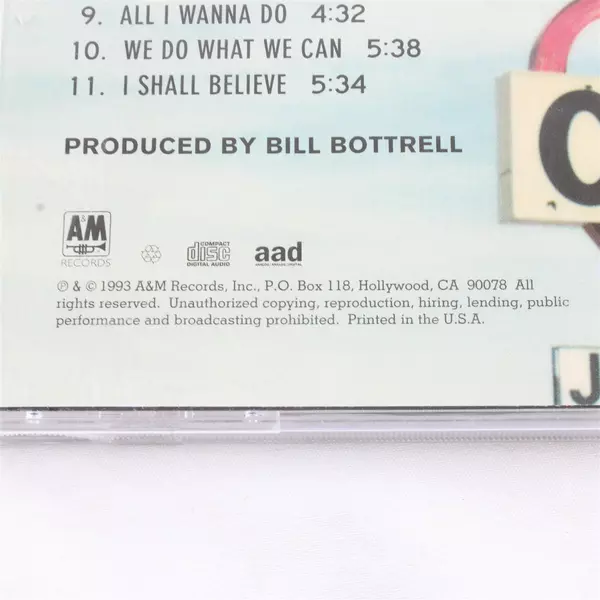 9. ALL I WANNA DO 4:32
10. WE DO WHAT WE CAN 5:38
11. I SHALL BELIEVE 5:34
PRODUCED BY BILL BOTTRELL
A&M
RECORDS
COMPACT
disc
DIGITAL AUDIO
aad
℗ & © 1993 A&M Records, Inc., P.O. Box 118, Hollywood, CA 90078 All
rights reserved. Unauthorized copying, reproduction, hiring, lending, public
performance and broadcasting prohibited. Printed in the U.S.A.
J